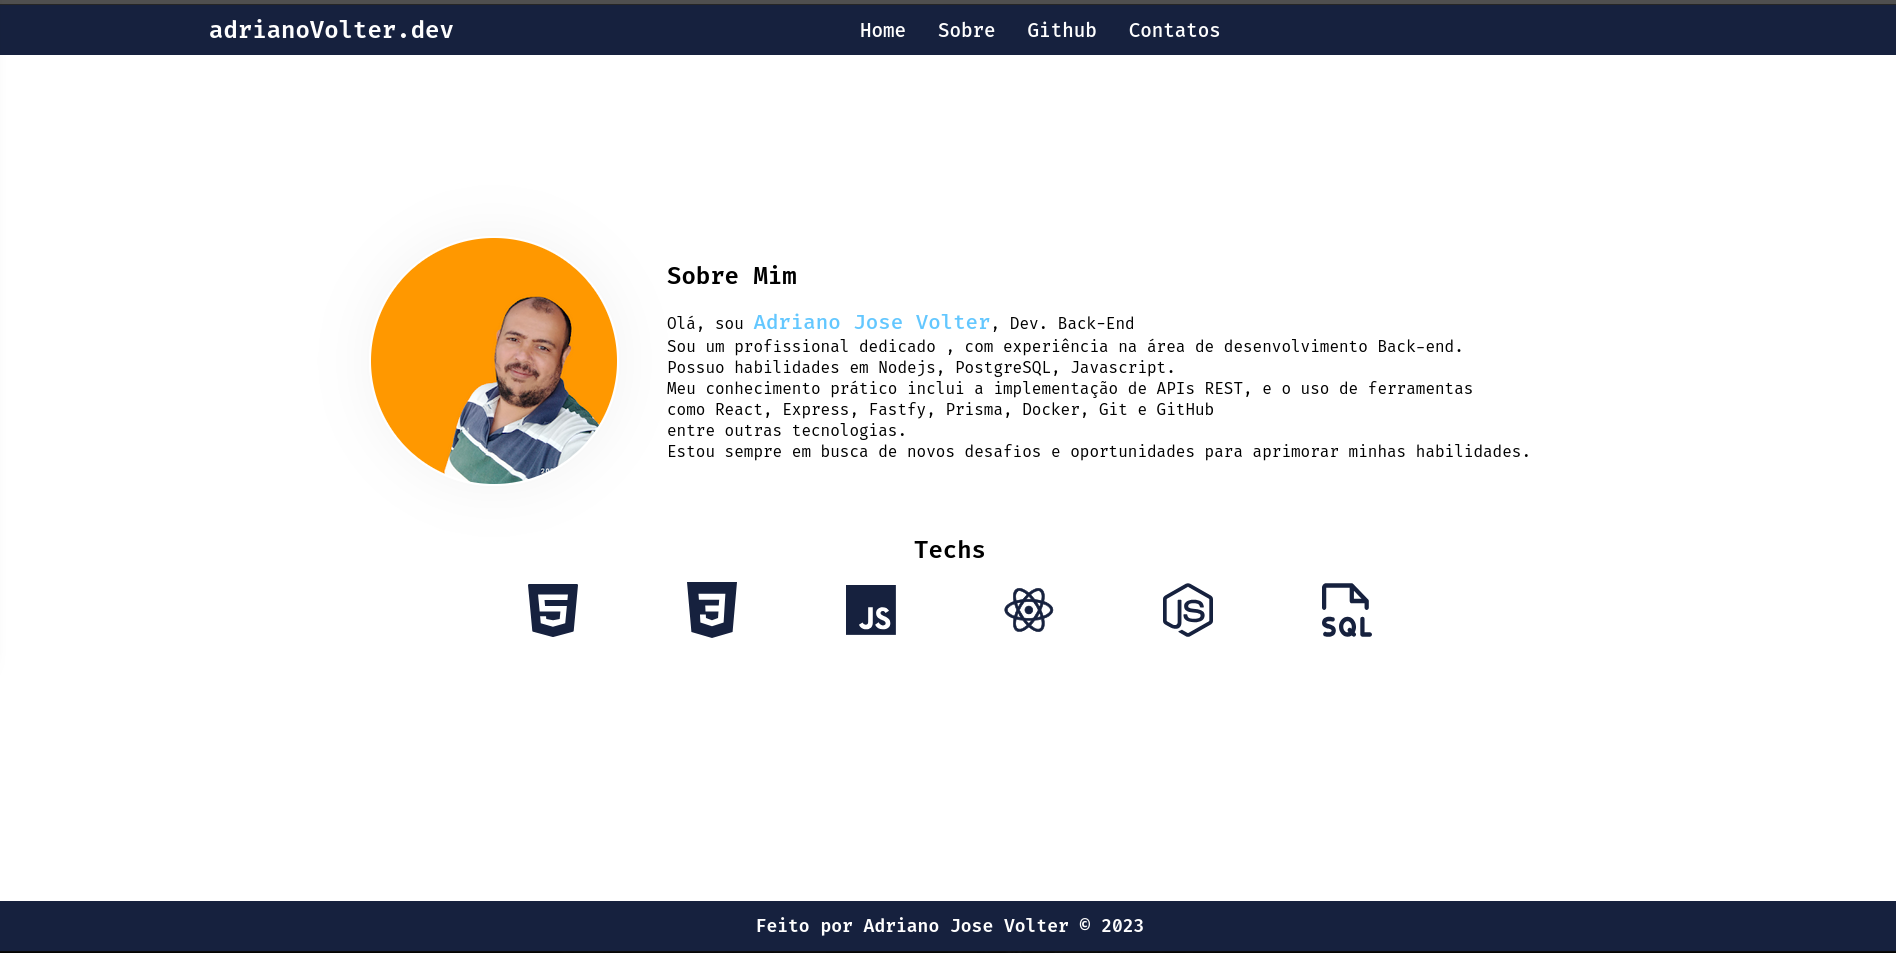 adrianoVolter.dev
Home Sobre Github Contatos
Sobre Mim
Olá, sou Adriano Jose Volter, Dev. Back-End
Sou um profissional dedicado , com experiência na área de desenvolvimento Back-end.
Possuo habilidades em Nodejs, PostgreSQL, Javascript.
Meu conhecimento prático inclui a implementação de APIs REST, e o uso de ferramentas
como React, Express, Fastfy, Prisma, Docker, Git e GitHub
entre outras tecnologias.
Estou sempre em busca de novos desafios e oportunidades para aprimorar minhas habilidades.
Techs
5 3 JS JS SQL
Feito por Adriano Jose Volter © 2023